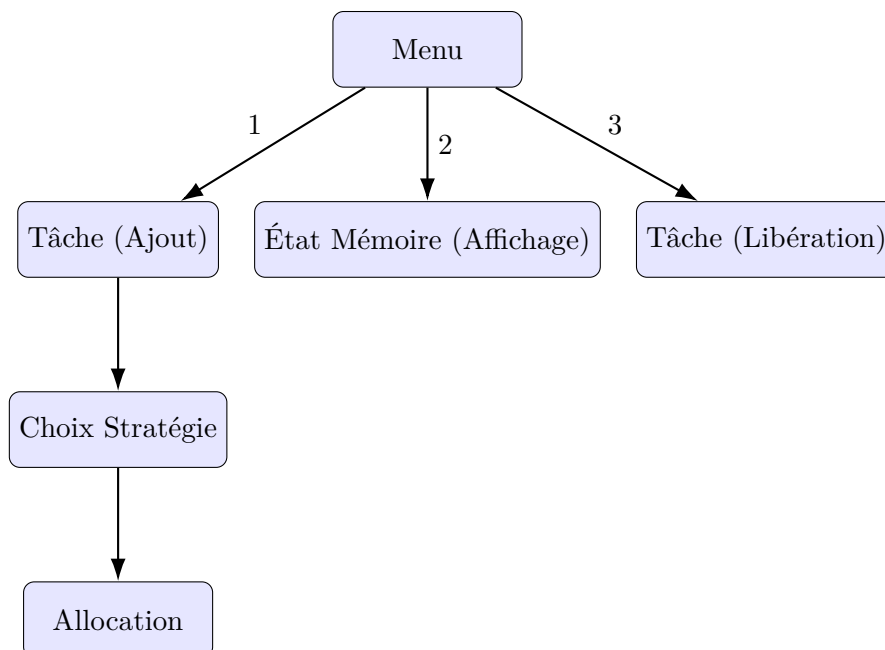 Menu
1
2
3
Tâche (Ajout)
État Mémoire (Affichage)
Tâche (Libération)
Choix Stratégie
Allocation